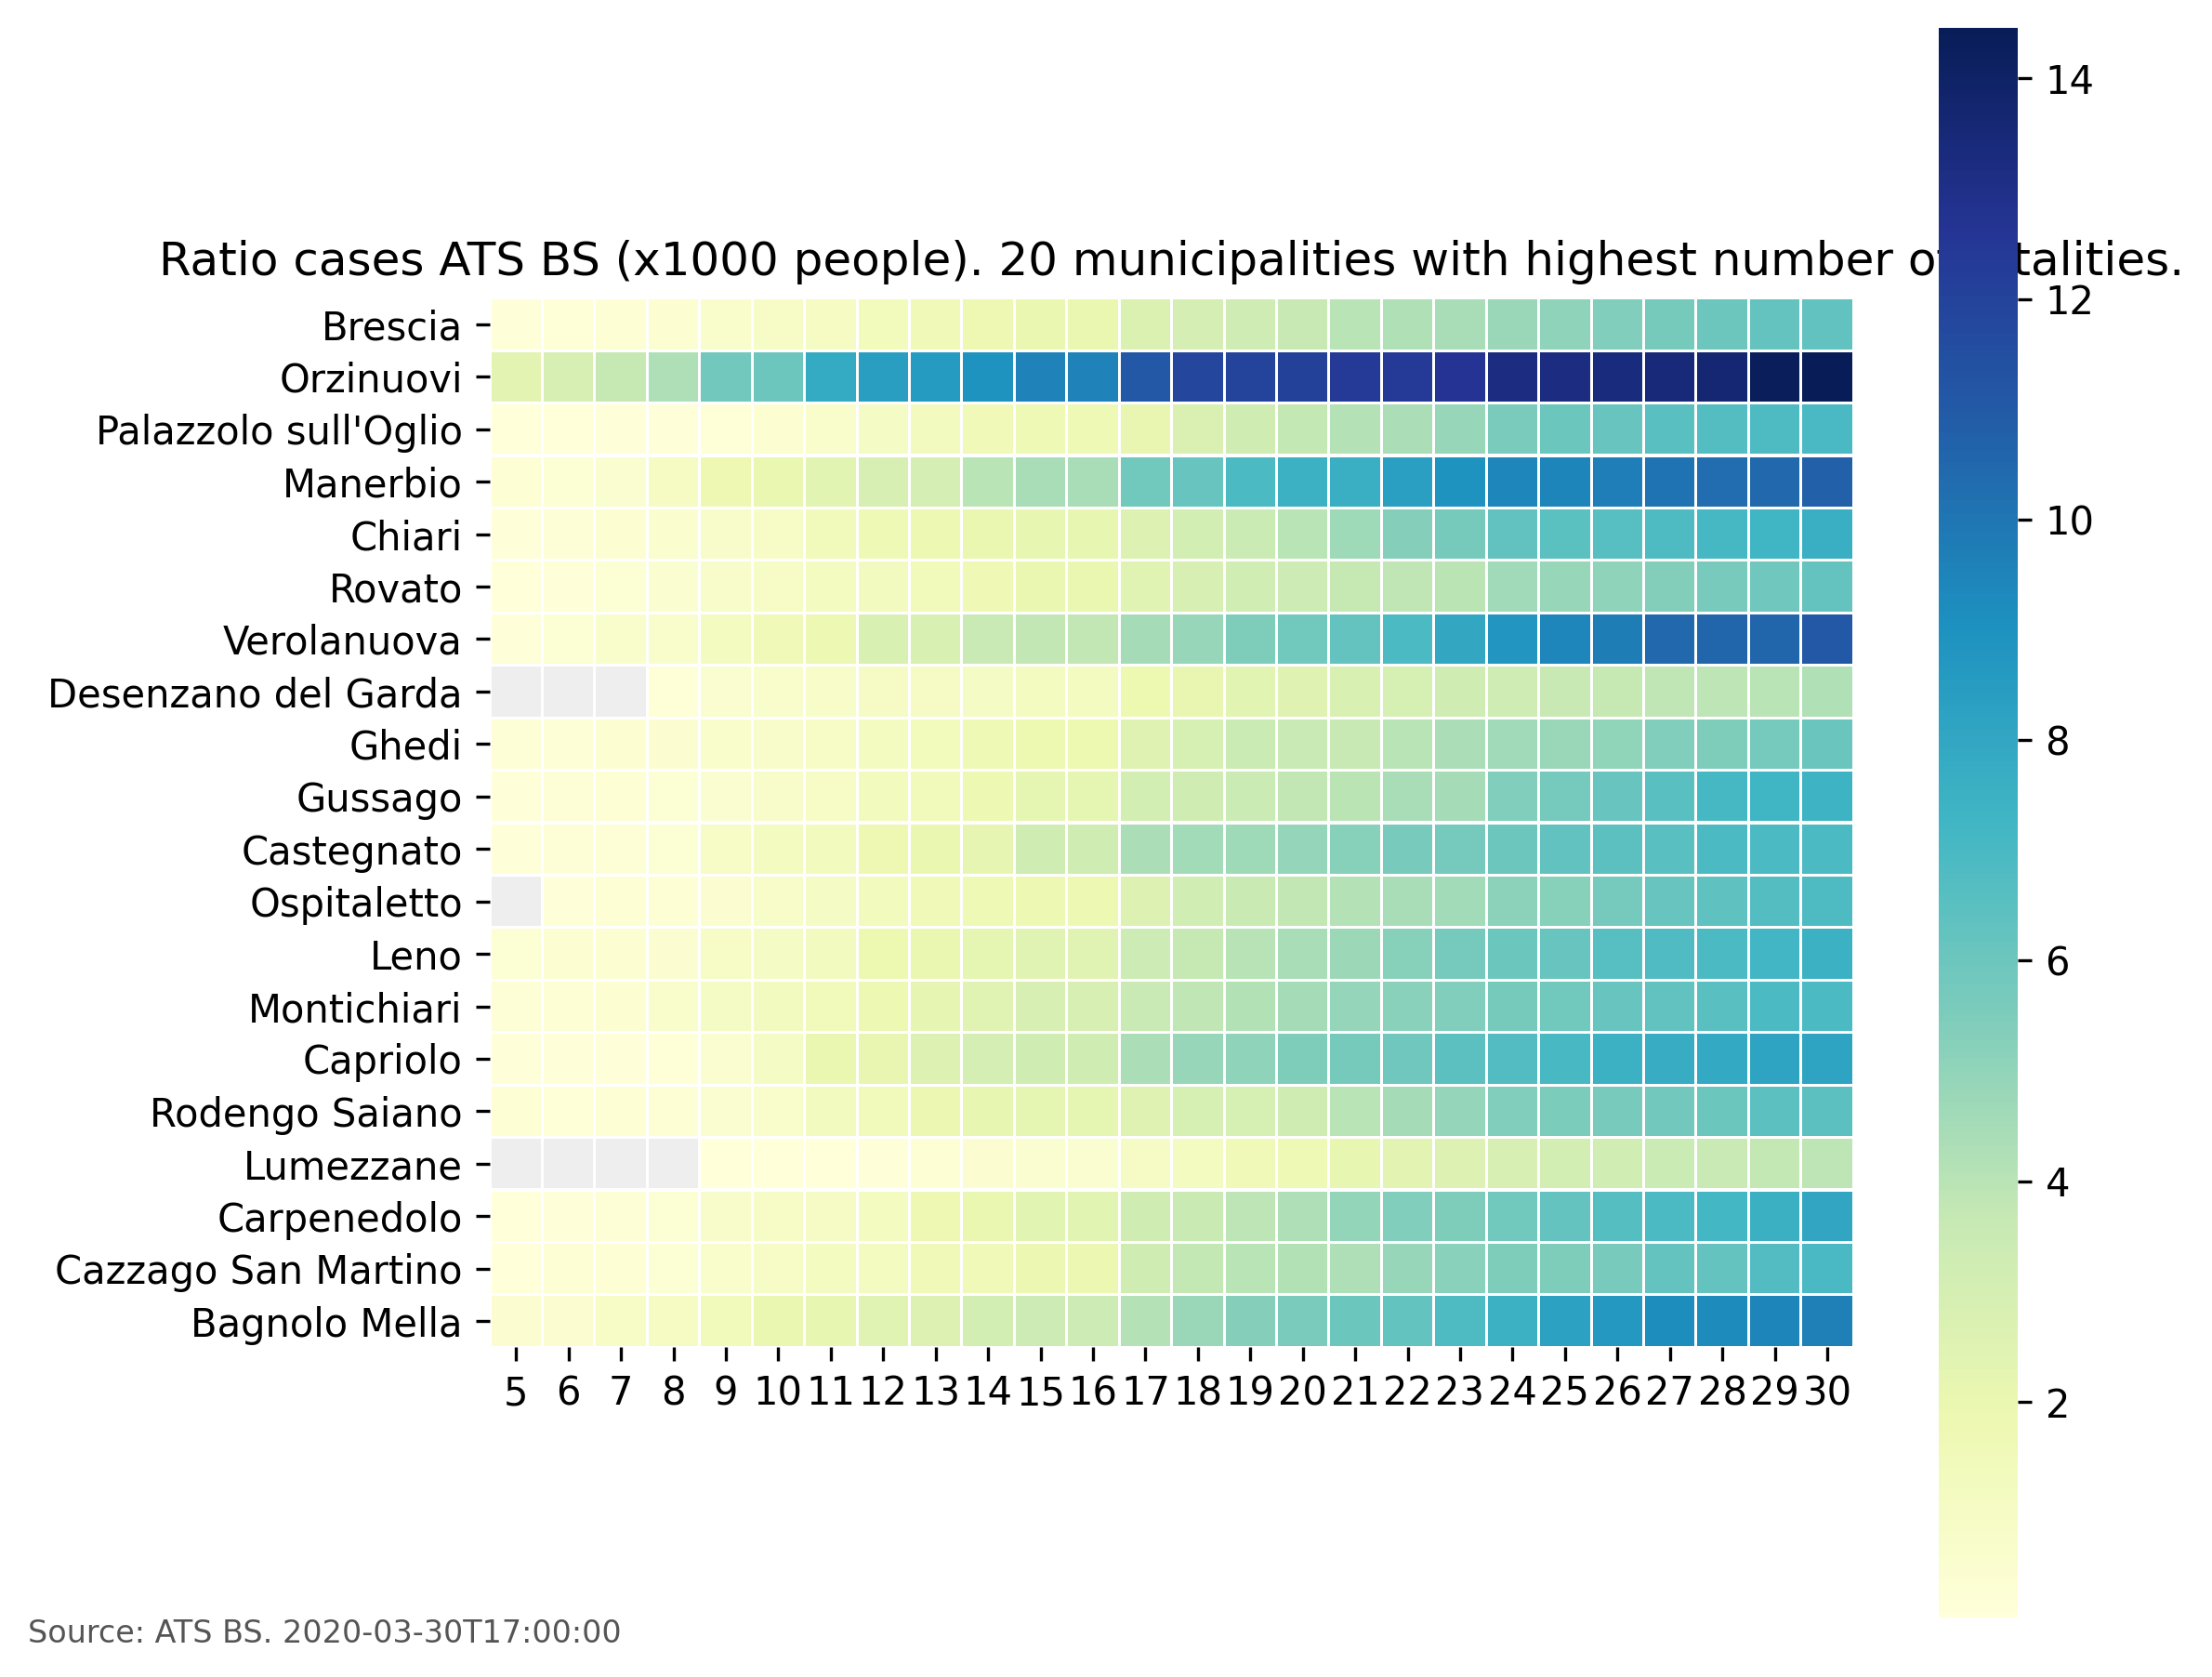 Ratio cases ATS BS (x1000 people). 20 municipalities with highest number of talities.
Brescia
Orzinuovi
Palazzolo sull'Oglio
Manerbio
Chiari
Rovato
Verolanuova
Desenzano del Garda
Ghedi
Gussago
Castegnato
Ospitaletto
Leno
Montichiari
Capriolo
Rodengo Saiano
Lumezzane
Carpenedolo
Cazzago San Martino
Bagnolo Mella
5 6 7 8 9 10 11 12 13 14 15 16 17 18 19 20 21 22 23 24 25 26 27 28 29 30
14
12
10
8
6
4
2
Source: ATS BS. 2020-03-30T17:00:00